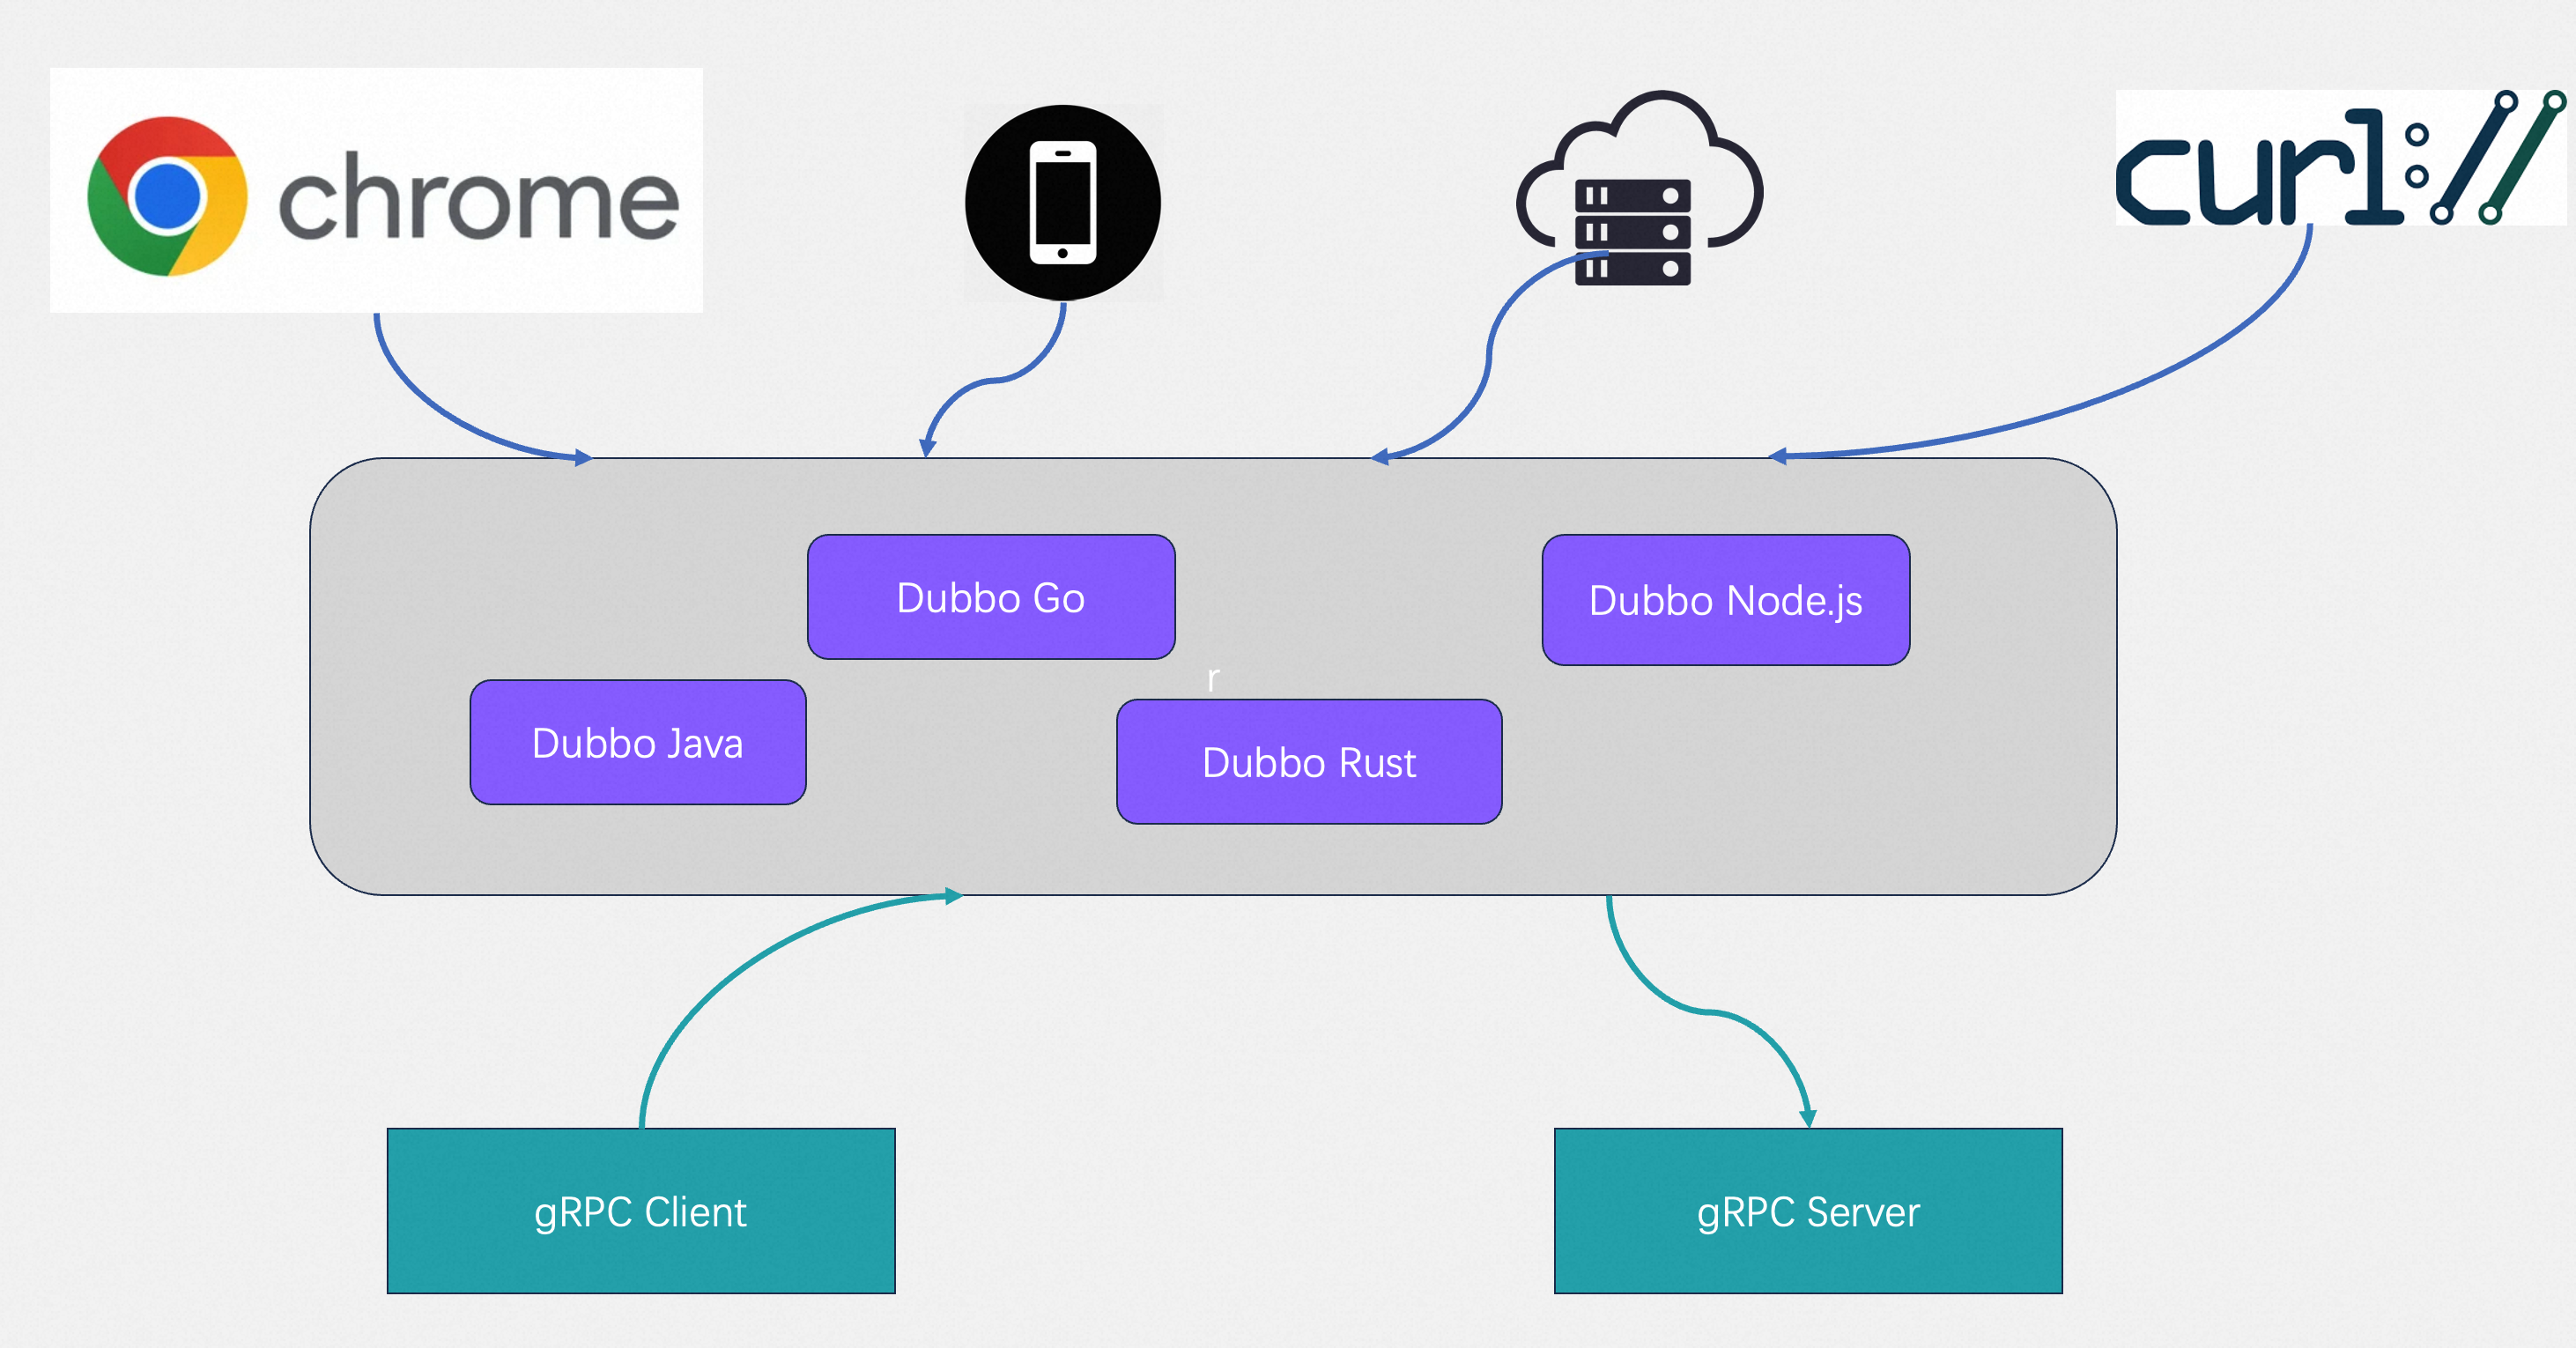 chrome
curl://
Dubbo Go
Dubbo Node.js
r
Dubbo Java
Dubbo Rust
gRPC Client
gRPC Server